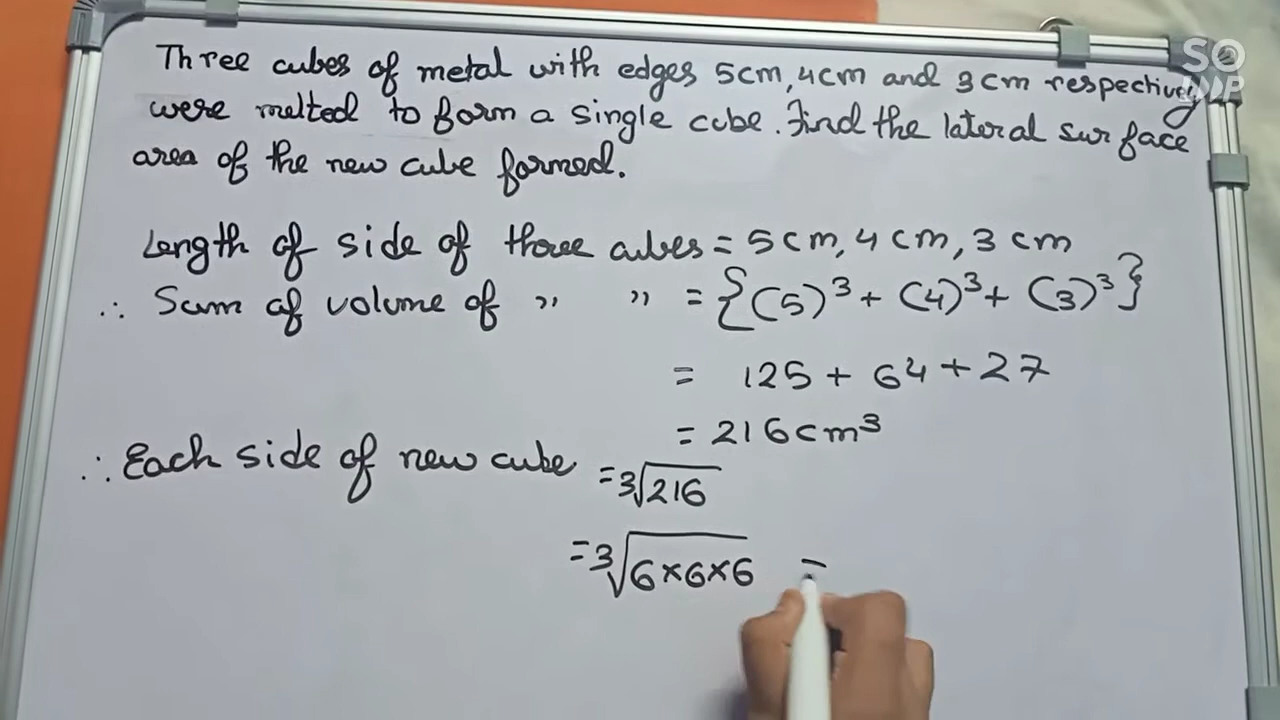 Three cubes of metal with edges 5cm, 4cm and 3cm respectively
were melted to form a single cube. Find the lateral surface
area of the new cube formed.
Length of side of three cubes = 5cm, 4cm, 3cm
∴ Sum of volume of " " = {(5)³ + (4)³ + (3)³}
= 125 + 64 + 27
= 216cm³
∴ Each side of new cube = ³√216
= ³√6×6×6 =